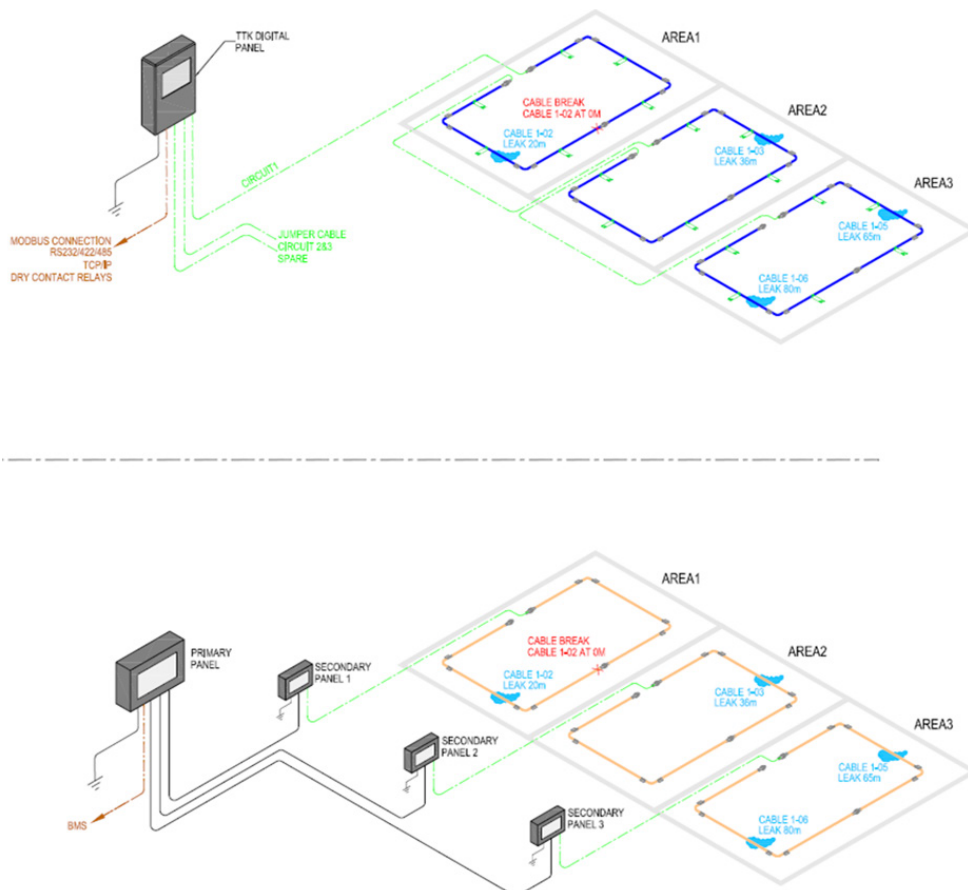 TTK DIGITAL
PANEL
AREA1
CABLE BREAK
CABLE 1-02 AT 0M
CABLE 1-02
LEAK 20m
AREA2
CABLE 1-03
LEAK 36m
CIRCUIT1
AREA3
CABLE 1-05
LEAK 65m
JUMPER CABLE
CIRCUIT 2&3
SPARE
MODBUS CONNECTION
RS232/422/485
TCP/IP
DRY CONTACT RELAYS
CABLE 1-06
LEAK 80m
AREA1
PRIMARY
PANEL
SECONDARY
PANEL 1
CABLE BREAK
CABLE 1-02 AT 0M
CABLE 1-02
LEAK 20m
AREA2
CABLE 1-03
LEAK 36m
SECONDARY
PANEL 2
AREA3
CABLE 1-05
LEAK 65m
BMS
SECONDARY
PANEL 3
CABLE 1-06
LEAK 80m